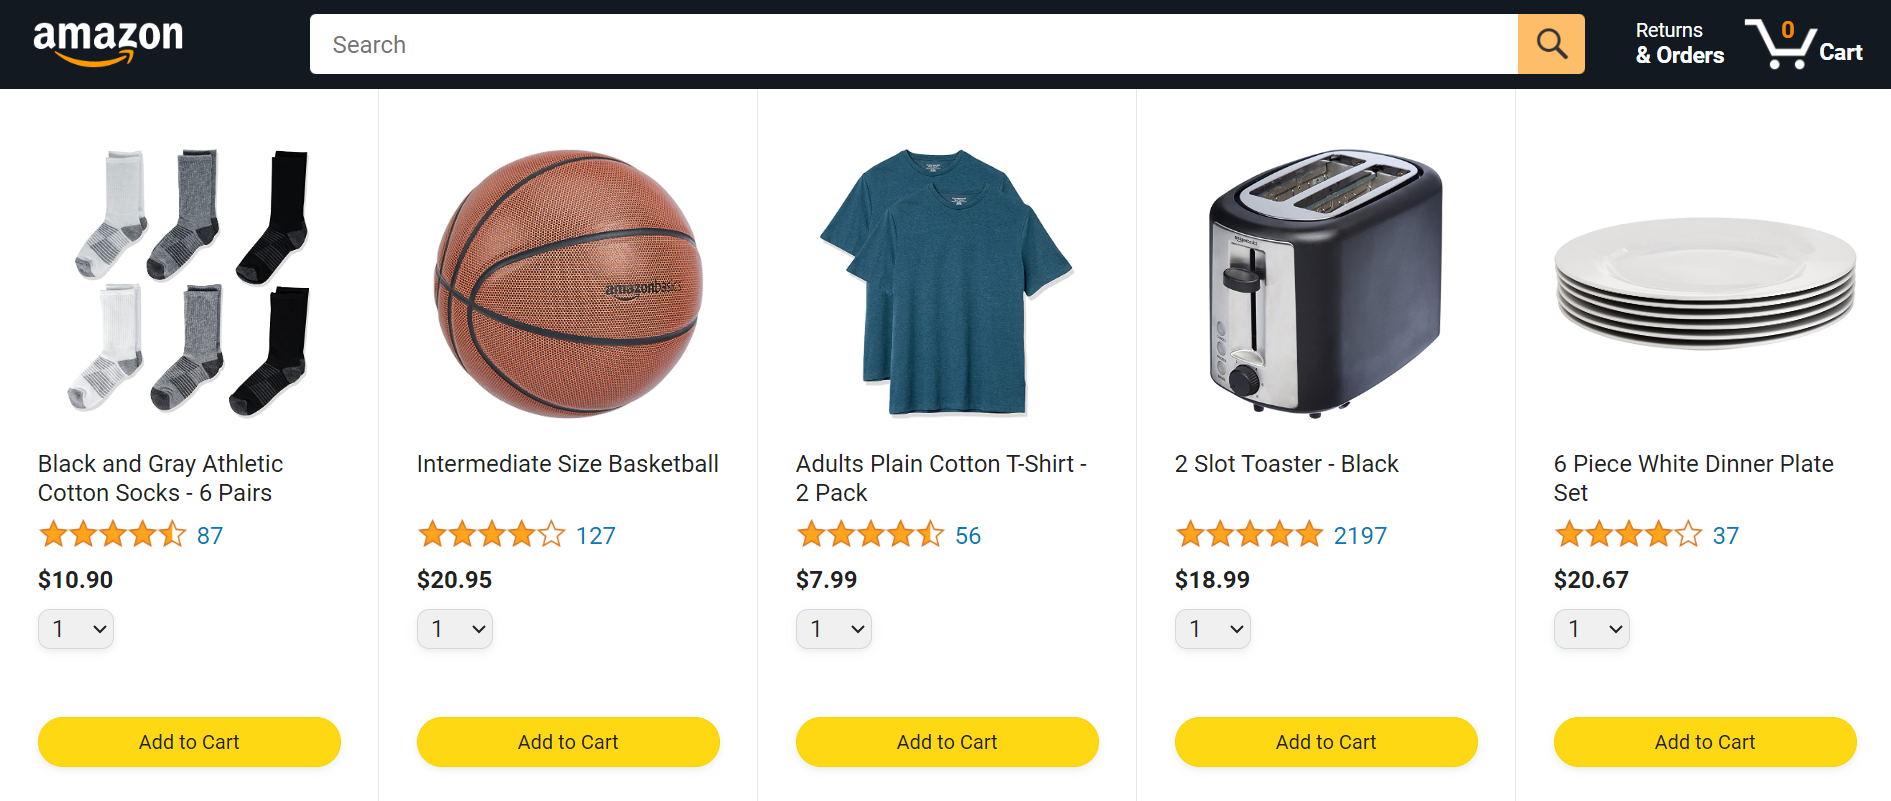 amazon
Search
Returns
& Orders
0
Cart
amazonbasics
Black and Gray Athletic
Cotton Socks - 6 Pairs
87
$10.90
1
Add to Cart
Intermediate Size Basketball
127
$20.95
1
Add to Cart
Adults Plain Cotton T-Shirt -
2 Pack
56
$7.99
1
Add to Cart
2 Slot Toaster - Black
2197
$18.99
1
Add to Cart
6 Piece White Dinner Plate
Set
37
$20.67
1
Add to Cart